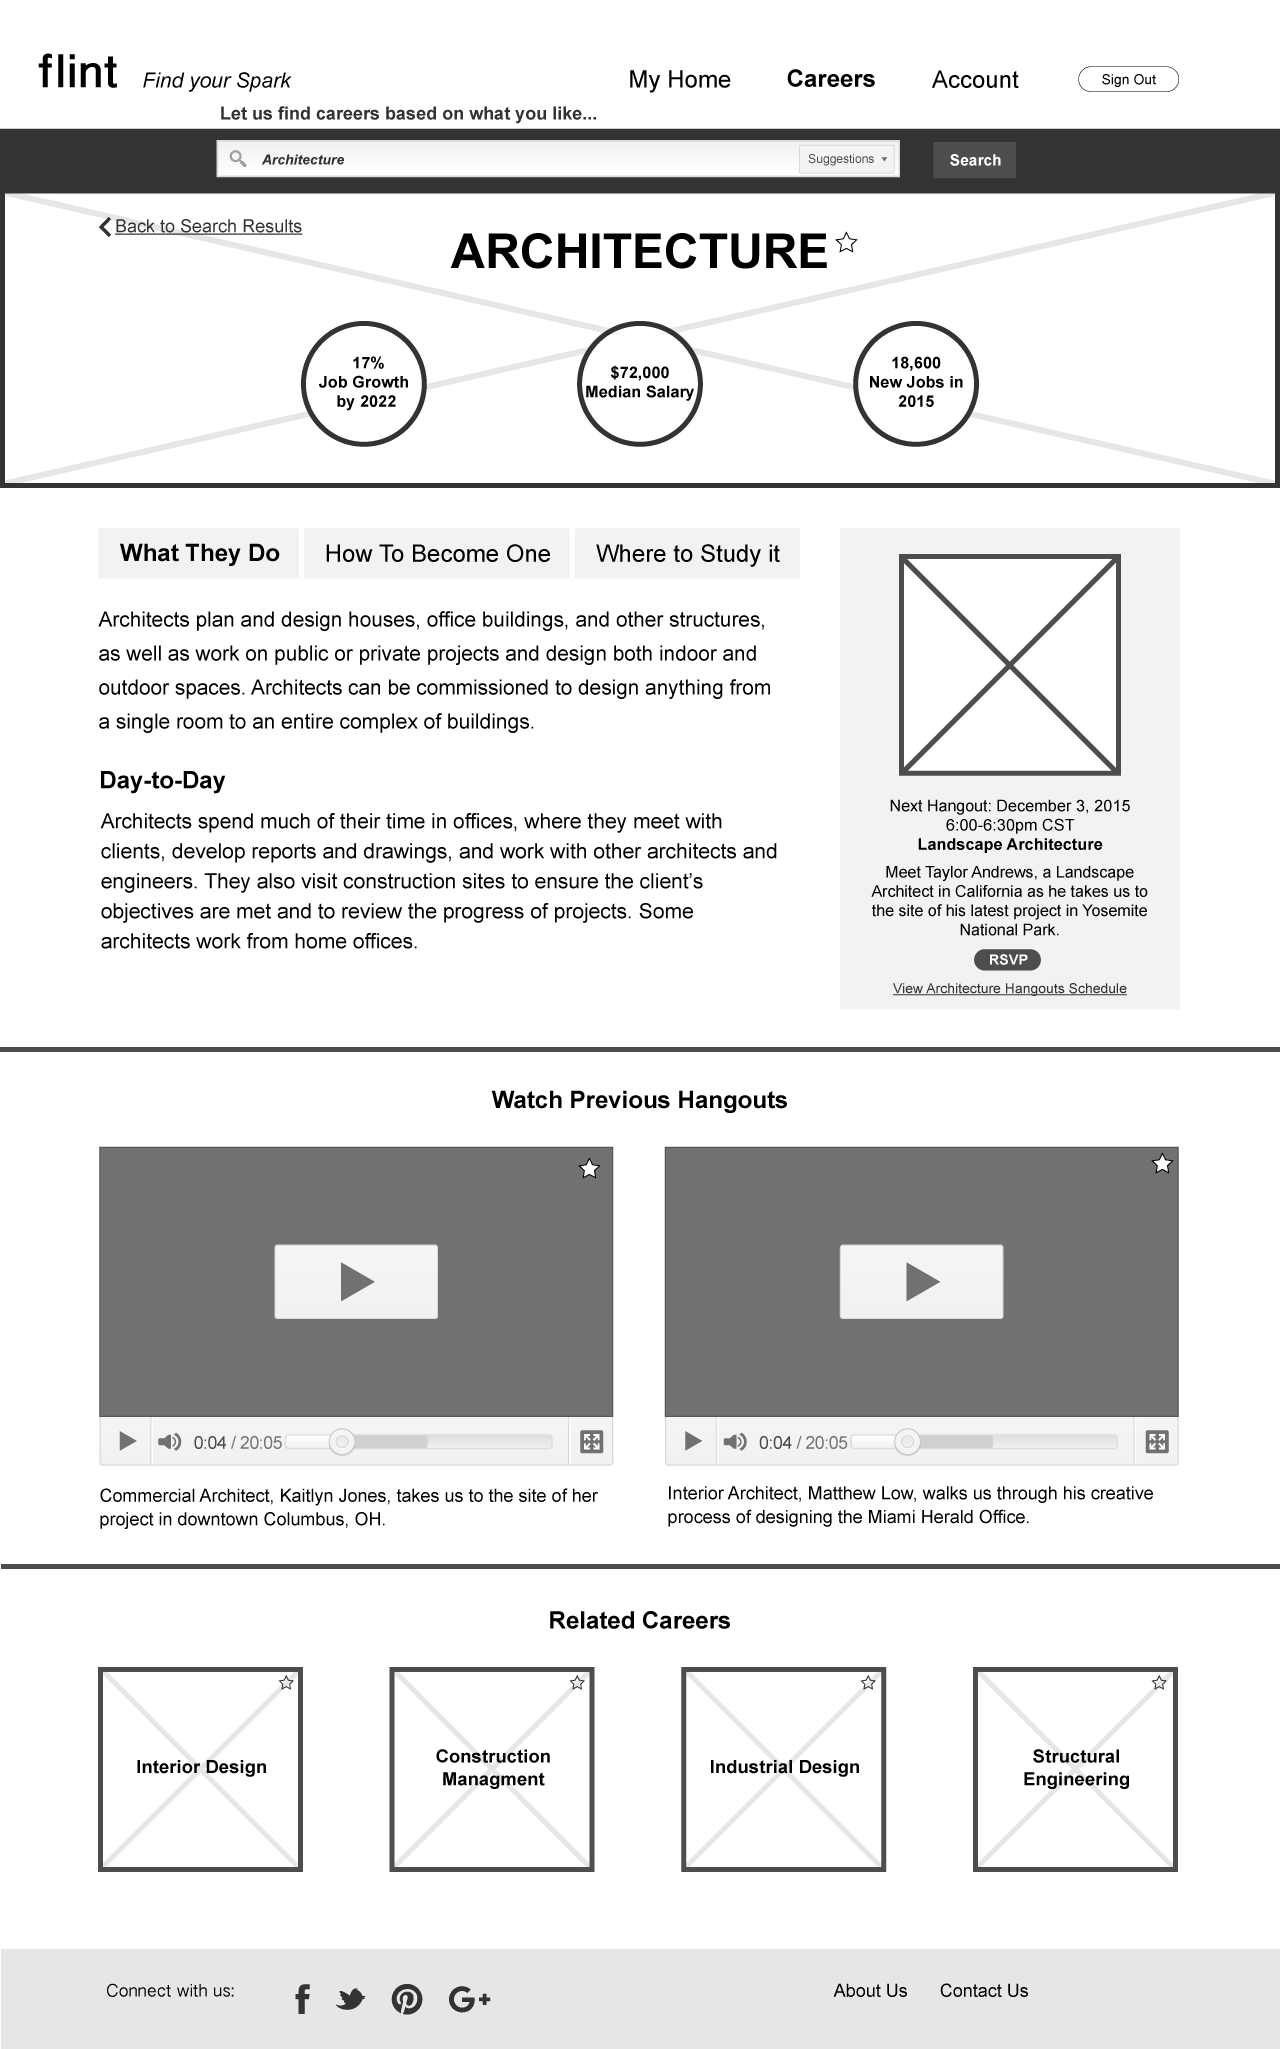 flint
Find your Spark
My Home
Careers
Account
Sign Out
Let us find careers based on what you like...
Architecture
Suggestions
Search
Back to Search Results
ARCHITECTURE
17%
Job Growth
by 2022
$72,000
Median Salary
18,600
New Jobs in
2015
What They Do
How To Become One
Where to Study it
Architects plan and design houses, office buildings, and other structures,
as well as work on public or private projects and design both indoor and
outdoor spaces. Architects can be commissioned to design anything from
a single room to an entire complex of buildings.
Day-to-Day
Architects spend much of their time in offices, where they meet with
clients, develop reports and drawings, and work with other architects and
engineers. They also visit construction sites to ensure the client’s
objectives are met and to review the progress of projects. Some
architects work from home offices.
Next Hangout: December 3, 2015
6:00-6:30pm CST
Landscape Architecture
Meet Taylor Andrews, a Landscape
Architect in California as he takes us to
the site of his latest project in Yosemite
National Park.
RSVP
View Architecture Hangouts Schedule
Watch Previous Hangouts
0:04 / 20:05
Commercial Architect, Kaitlyn Jones, takes us to the site of her
project in downtown Columbus, OH.
0:04 / 20:05
Interior Architect, Matthew Low, walks us through his creative
process of designing the Miami Herald Office.
Related Careers
Interior Design
Construction
Managment
Industrial Design
Structural
Engineering
Connect with us:
About Us
Contact Us